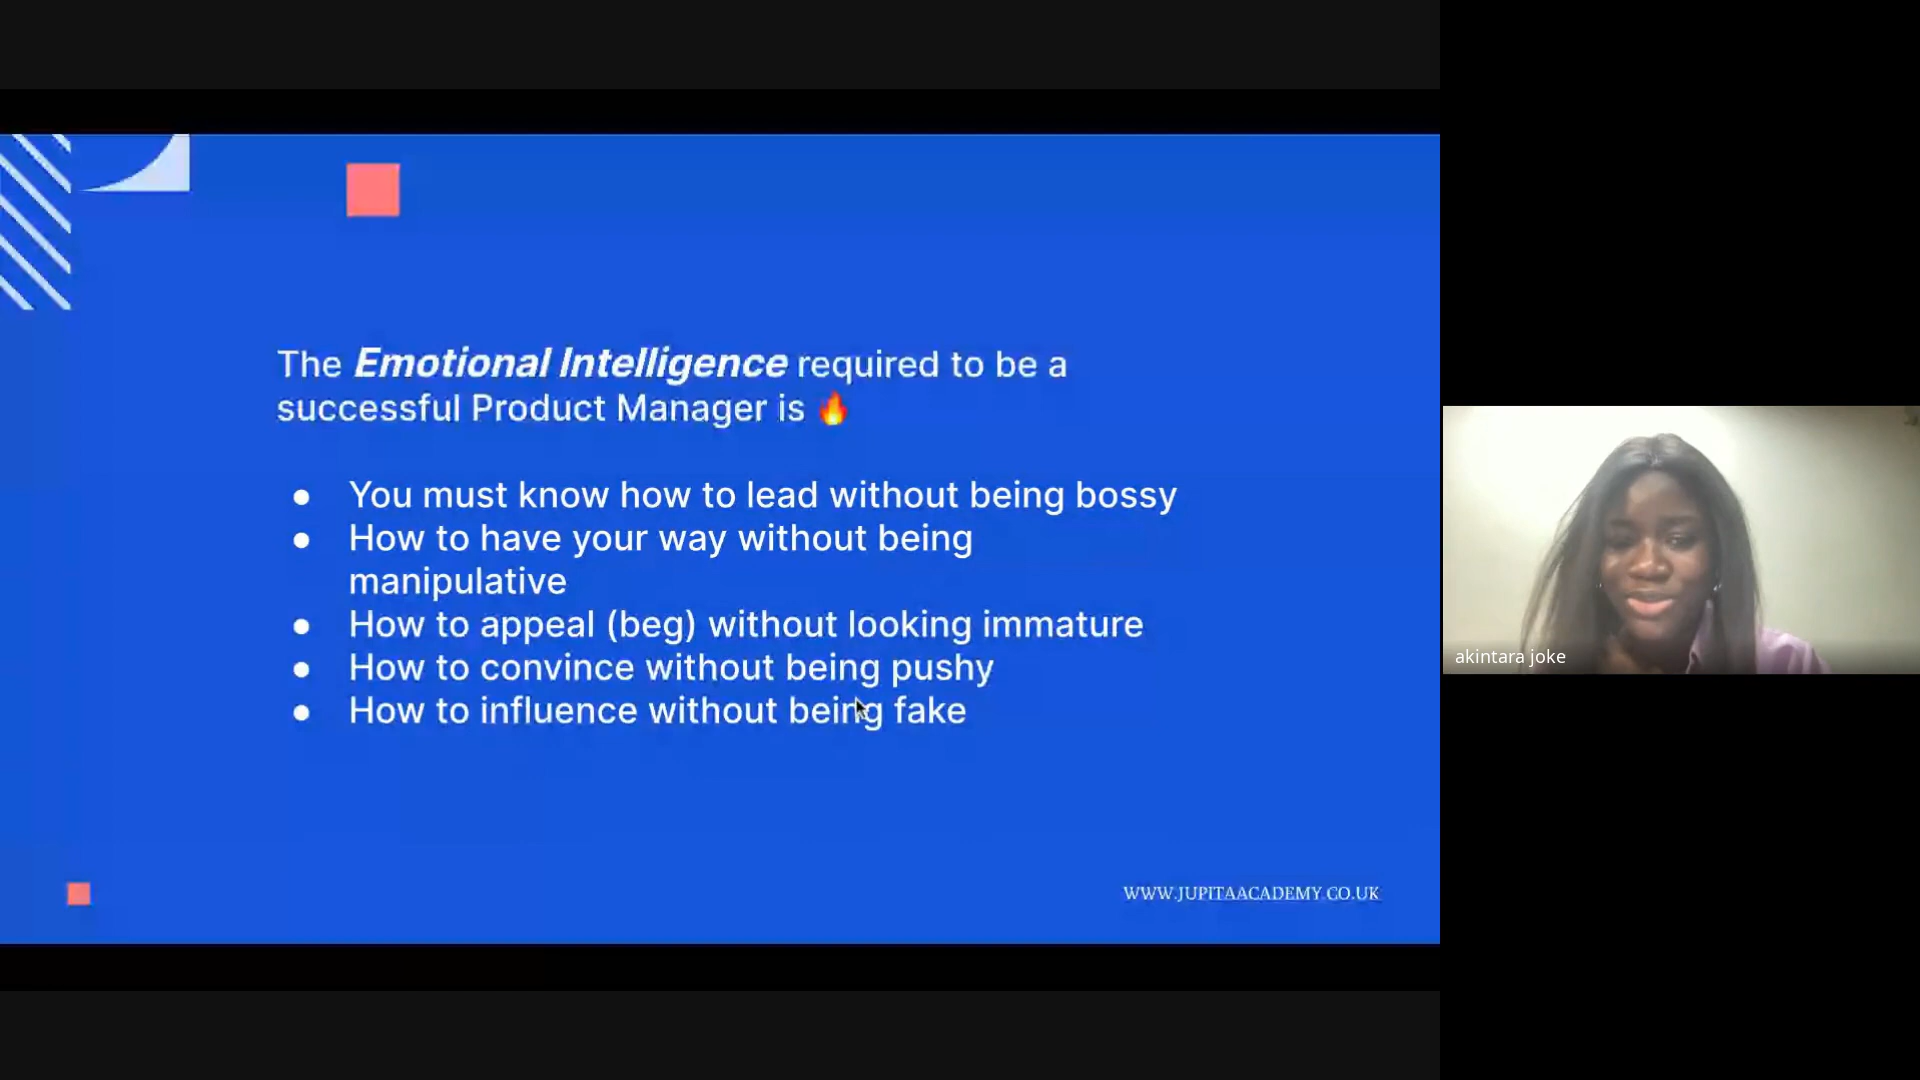 The Emotional Intelligence required to be a
successful Product Manager is 🔥
● You must know how to lead without being bossy
● How to have your way without being
manipulative
● How to appeal (beg) without looking immature
● How to convince without being pushy
● How to influence without being fake
WWW.JUPITAACADEMY.CO.UK
akintara joke